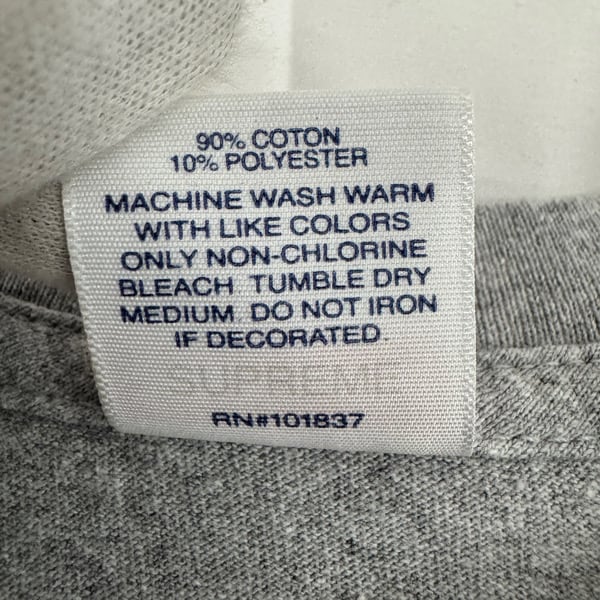 90% COTON
10% POLYESTER
MACHINE WASH WARM
WITH LIKE COLORS
ONLY NON-CHLORINE
BLEACH. TUMBLE DRY
MEDIUM. DO NOT IRON
IF DECORATED.
SUPREME
RN#101837